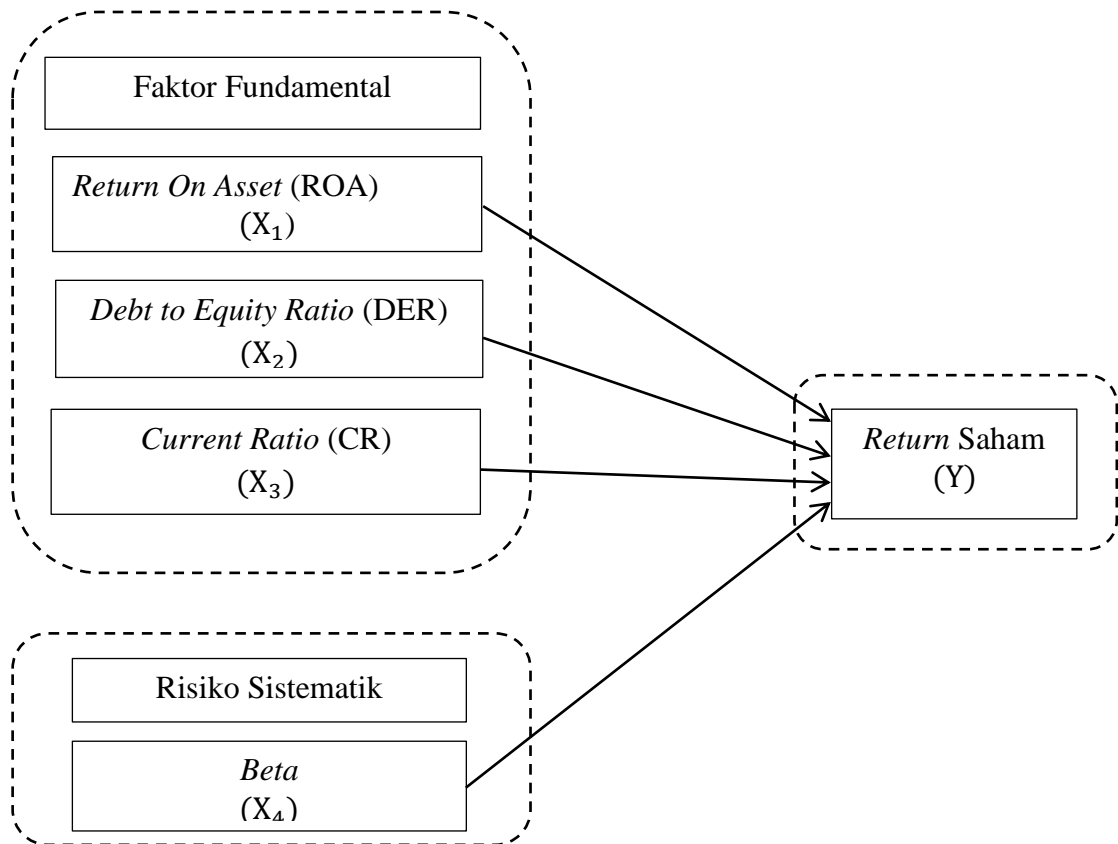 Faktor Fundamental
Return On Asset (ROA)
(X₁)
Debt to Equity Ratio (DER)
(X₂)
Current Ratio (CR)
(X₃)
Return Saham
(Y)
Risiko Sistematik
Beta
(X₄)